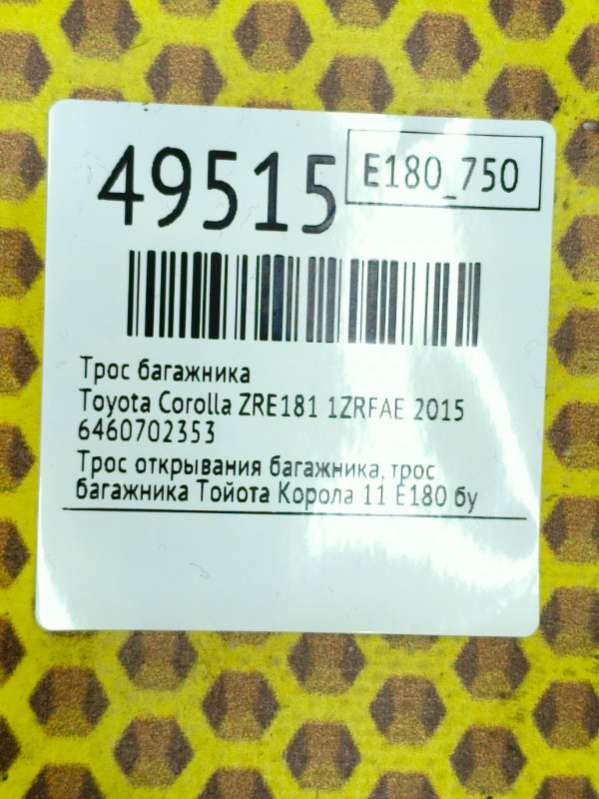 49515
E180_750
Трос багажника
Toyota Corolla ZRE181 1ZRFAE 2015
6460702353
Трос открывания багажника, трос
багажника Тойота Корола 11 E180 бу